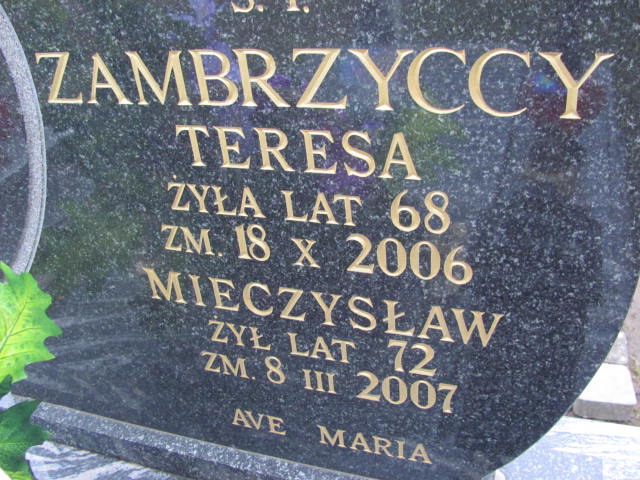 Ś. P.
ZAMBRZYCCY
TERESA
ŻYŁA LAT 68
ZM. 18 X 2006
MIECZYSŁAW
ŻYŁ LAT 72
ZM. 8 III 2007
AVE MARIA